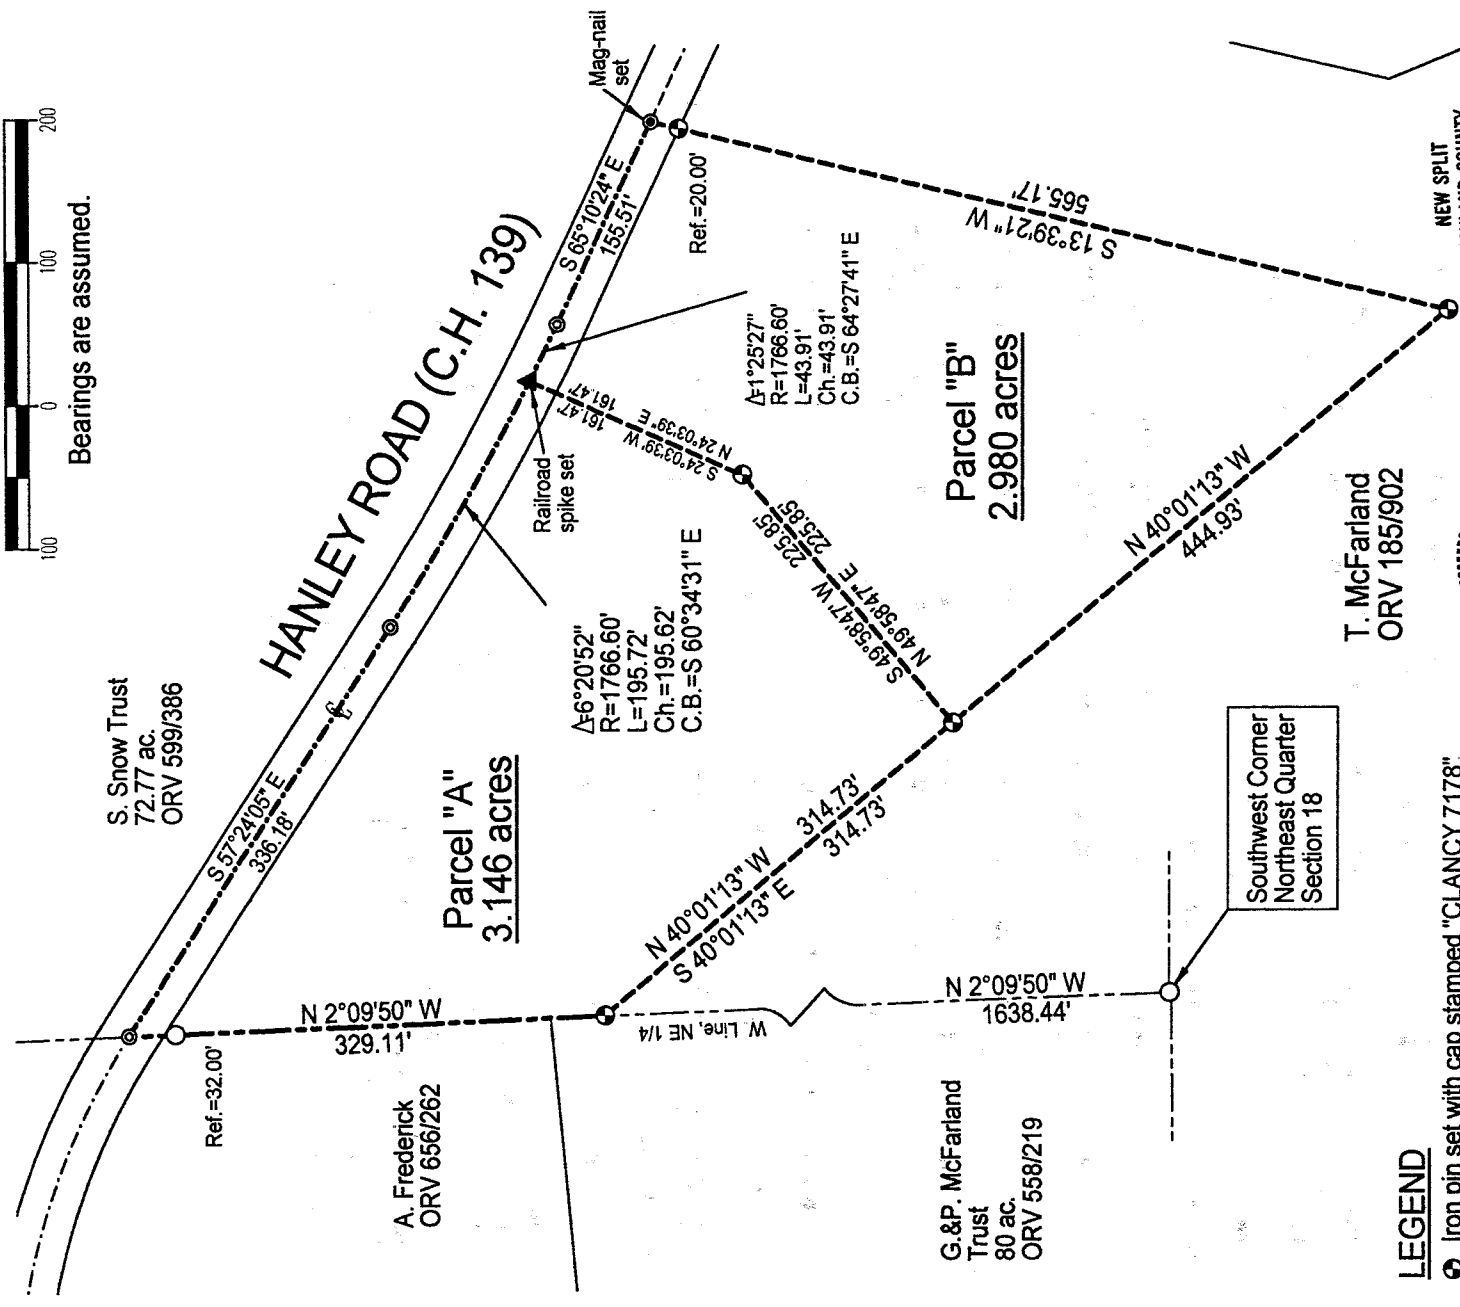 100
0
100
200
Bearings are assumed.
HANLEY ROAD (C.H. 139)
S. Snow Trust
72.77 ac.
ORV 599/386
Mag-nail
set
S 65°10'24" E
155.51'
Ref.=20.00'
S 57°24'05" E
336.18'
Railroad
spike set
161.47'
161.47'
S 24°03'39" W
N 24°03'39" E
Δ=1°25'27"
R=1766.60'
L=43.91'
Ch.=43.91'
C.B.=S 64°27'41" E
Δ=6°20'52"
R=1766.60'
L=195.72'
Ch.=195.62'
C.B.=S 60°34'31" E
S 13°39'21" W
565.17'
Parcel "A"
3.146 acres
Parcel "B"
2.980 acres
225.85'
225.85'
S 49°58'47" W
N 49°58'47" E
Ref.=32.00'
N 2°09'50" W
329.11'
A. Frederick
ORV 656/262
N 40°01'13" W
S 40°01'13" E
314.73'
314.73'
N 40°01'13" W
444.93'
W. Line, NE 1/4
N 2°09'50" W
1638.44'
T. McFarland
ORV 185/902
G.&P. McFarland
Trust
80 ac.
ORV 558/219
Southwest Corner
Northeast Quarter
Section 18
NEW SPLIT
LEGEND
Iron pin set with cap stamped "CLANCY 7178"